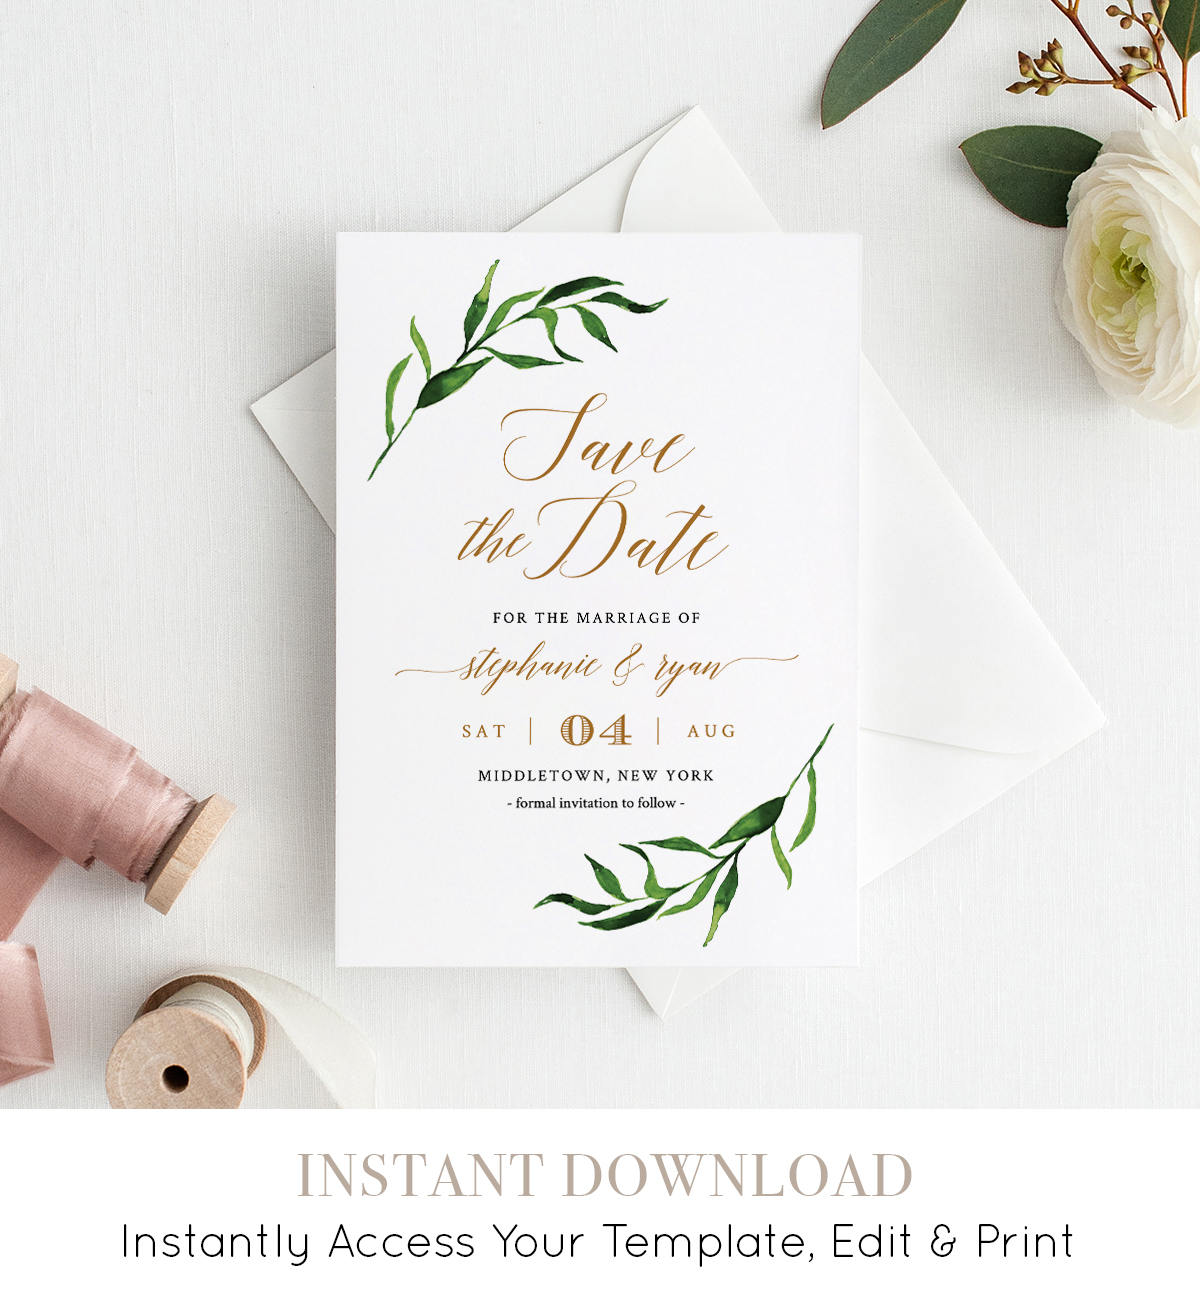 Save
the Date
FOR THE MARRIAGE OF
stephanie & ryan
SAT | 04 | AUG
MIDDLETOWN, NEW YORK
- formal invitation to follow -
INSTANT DOWNLOAD
Instantly Access Your Template, Edit & Print